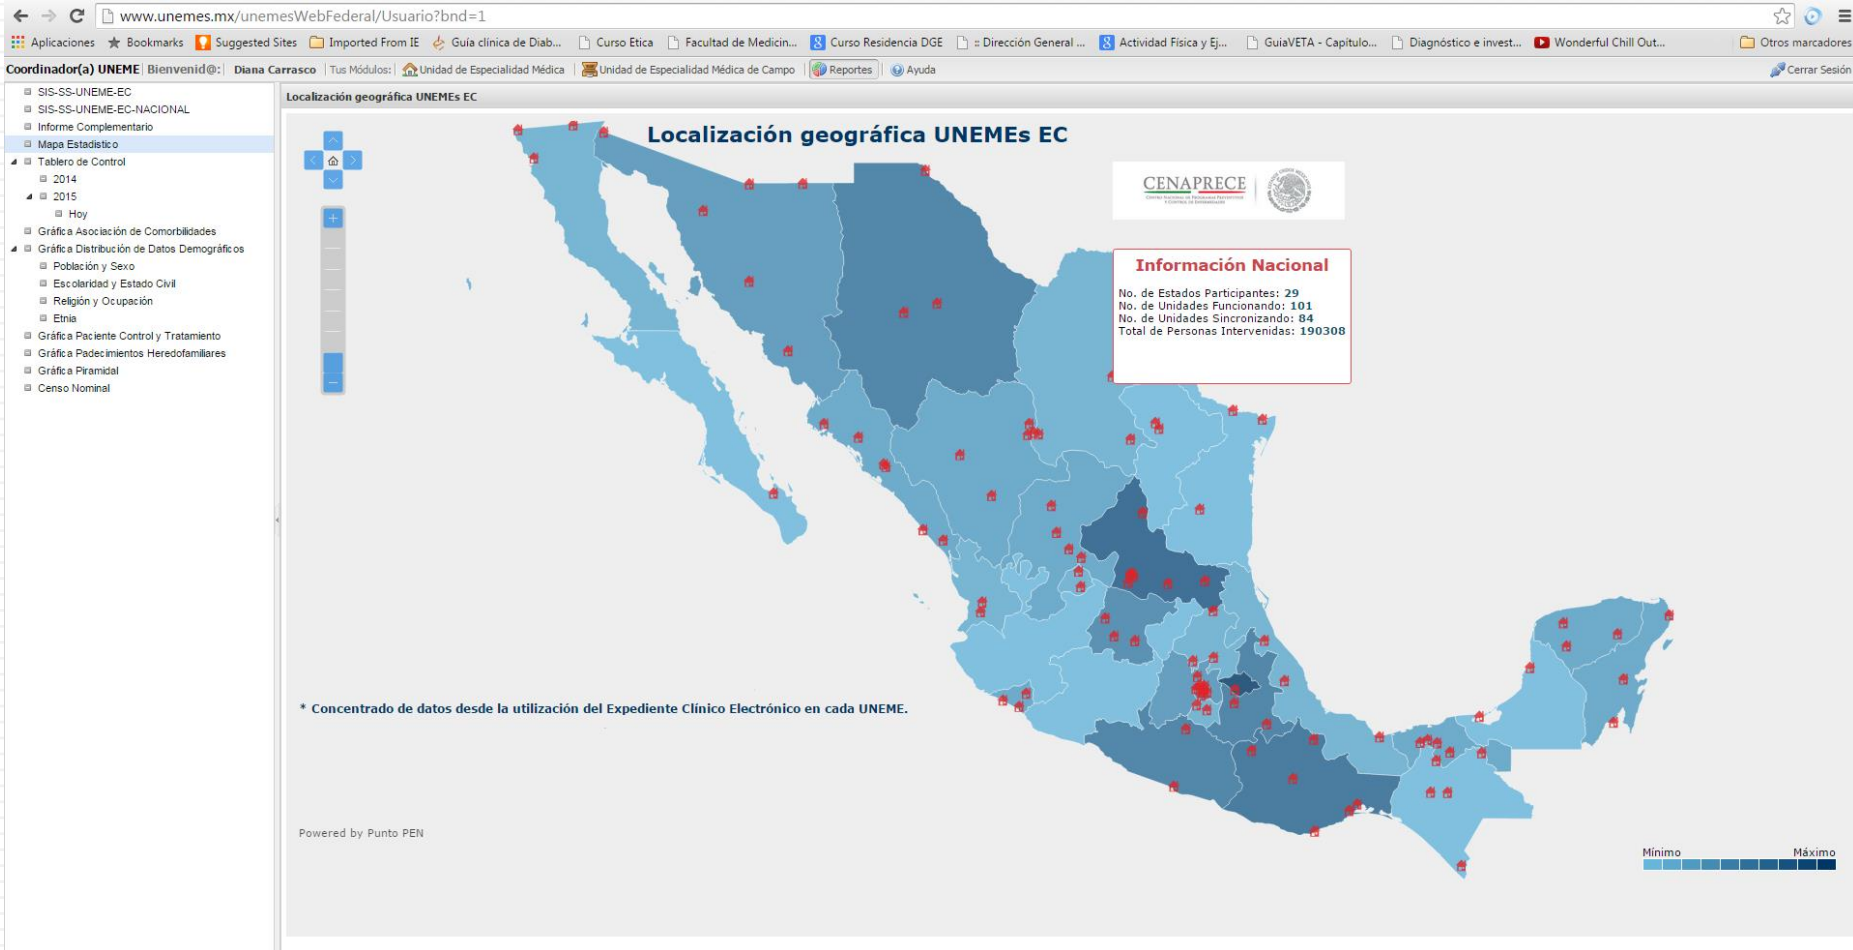 www.unemes.mx/unemesWebFederal/Usuario?bnd=1
Aplicaciones Bookmarks Suggested Sites Imported From IE Guía clínica de Diab... Curso Etica Facultad de Medicin... Curso Residencia DGE :: Dirección General ... Actividad Física y Ej... GuiaVETA - Capítulo... Diagnóstico e invest... Wonderful Chill Out... Otros marcadores
Coordinador(a) UNEME Bienvenid@: Diana Carrasco Tus Módulos: Unidad de Especialidad Médica Unidad de Especialidad Médica de Campo Reportes Ayuda Cerrar Sesión
SIS-SS-UNEME-EC
SIS-SS-UNEME-EC-NACIONAL
Informe Complementario
Mapa Estadistico
Tablero de Control
2014
2015
Hoy
Gráfica Asociación de Comorbilidades
Gráfica Distribución de Datos Demográficos
Población y Sexo
Escolaridad y Estado Civil
Religión y Ocupación
Etnia
Gráfica Paciente Control y Tratamiento
Gráfica Padecimientos Heredofamiliares
Gráfica Piramidal
Censo Nominal
Localización geográfica UNEMEs EC
Localización geográfica UNEMEs EC
CENAPRECE
Información Nacional
No. de Estados Participantes: 29
No. de Unidades Funcionando: 101
No. de Unidades Sincronizando: 84
Total de Personas Intervenidas: 190308
* Concentrado de datos desde la utilización del Expediente Clínico Electrónico en cada UNEME.
Powered by Punto PEN
Mínimo Máximo